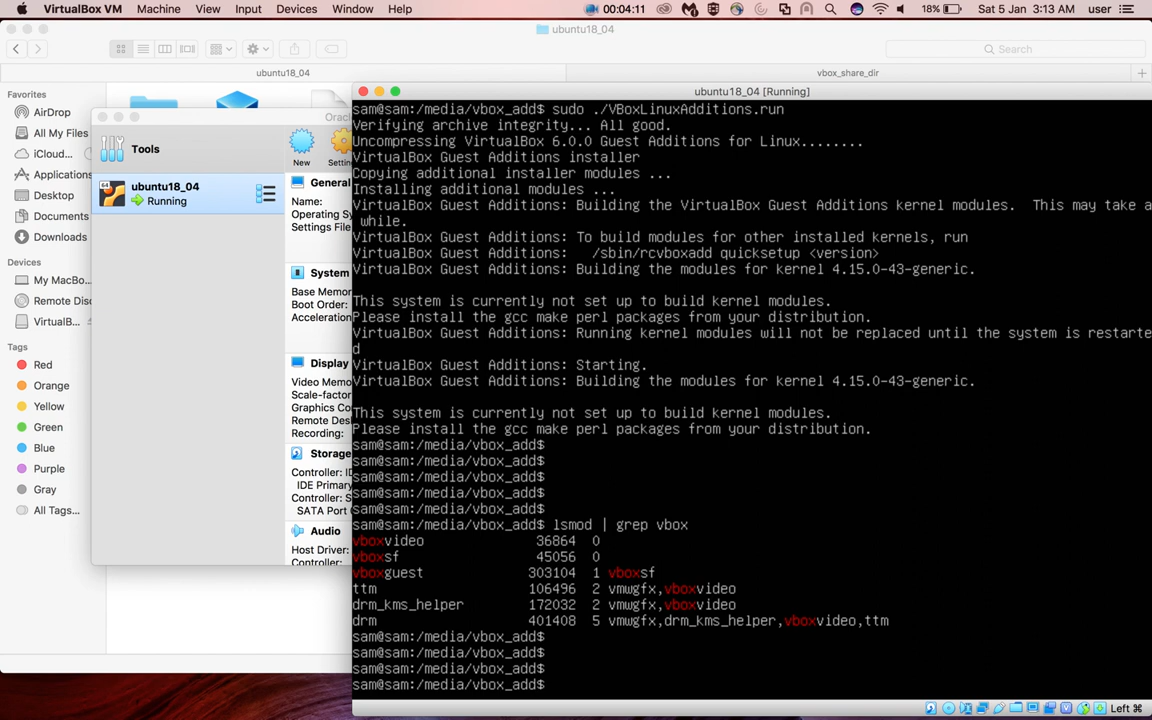 VirtualBox VM Machine View Input Devices Window Help 00:04:11 18% Sat 5 Jan 3:13 AM user
ubuntu18_04
Search
ubuntu18_04 vbox_share_dir
Favorites
AirDrop
All My Files
iCloud...
Applications
Desktop
Documents
Downloads
Devices
My MacBo...
Remote Disc
VirtualB...
Tags
Red
Orange
Yellow
Green
Blue
Purple
Gray
All Tags...
Oracl
Tools
New Settin
ubuntu18_04
Running
General
Name:
Operating Sy
Settings File
System
Base Memor
Boot Order:
Acceleration
Display
Video Memo
Scale-factor
Graphics Co
Remote Des
Recording:
Storage
Controller: ID
IDE Primary
Controller: S
SATA Port
Audio
Host Driver:
ubuntu18_04 [Running]
sam@sam:/media/vbox_add$ sudo ./VBoxLinuxAdditions.run
Verifying archive integrity... All good.
Uncompressing VirtualBox 6.0.0 Guest Additions for Linux........
VirtualBox Guest Additions installer
Copying additional installer modules ...
Installing additional modules ...
VirtualBox Guest Additions: Building the VirtualBox Guest Additions kernel modules.  This may take a
 while.
VirtualBox Guest Additions: To build modules for other installed kernels, run
VirtualBox Guest Additions:   /sbin/rcvboxadd quicksetup <version>
VirtualBox Guest Additions: Building the modules for kernel 4.15.0-43-generic.
This system is currently not set up to build kernel modules.
Please install the gcc make perl packages from your distribution.
VirtualBox Guest Additions: Running kernel modules will not be replaced until the system is restarte
d
VirtualBox Guest Additions: Starting.
VirtualBox Guest Additions: Building the modules for kernel 4.15.0-43-generic.
This system is currently not set up to build kernel modules.
Please install the gcc make perl packages from your distribution.
sam@sam:/media/vbox_add$
sam@sam:/media/vbox_add$
sam@sam:/media/vbox_add$
sam@sam:/media/vbox_add$
sam@sam:/media/vbox_add$
sam@sam:/media/vbox_add$ lsmod | grep vbox
vboxvideo 36864 0
vboxsf 45056 0
vboxguest 303104 1 vboxsf
ttm 106496 2 vmwgfx,vboxvideo
drm_kms_helper 172032 2 vmwgfx,vboxvideo
drm 401408 5 vmwgfx,drm_kms_helper,vboxvideo,ttm
sam@sam:/media/vbox_add$
sam@sam:/media/vbox_add$
sam@sam:/media/vbox_add$
sam@sam:/media/vbox_add$
Left ⌘